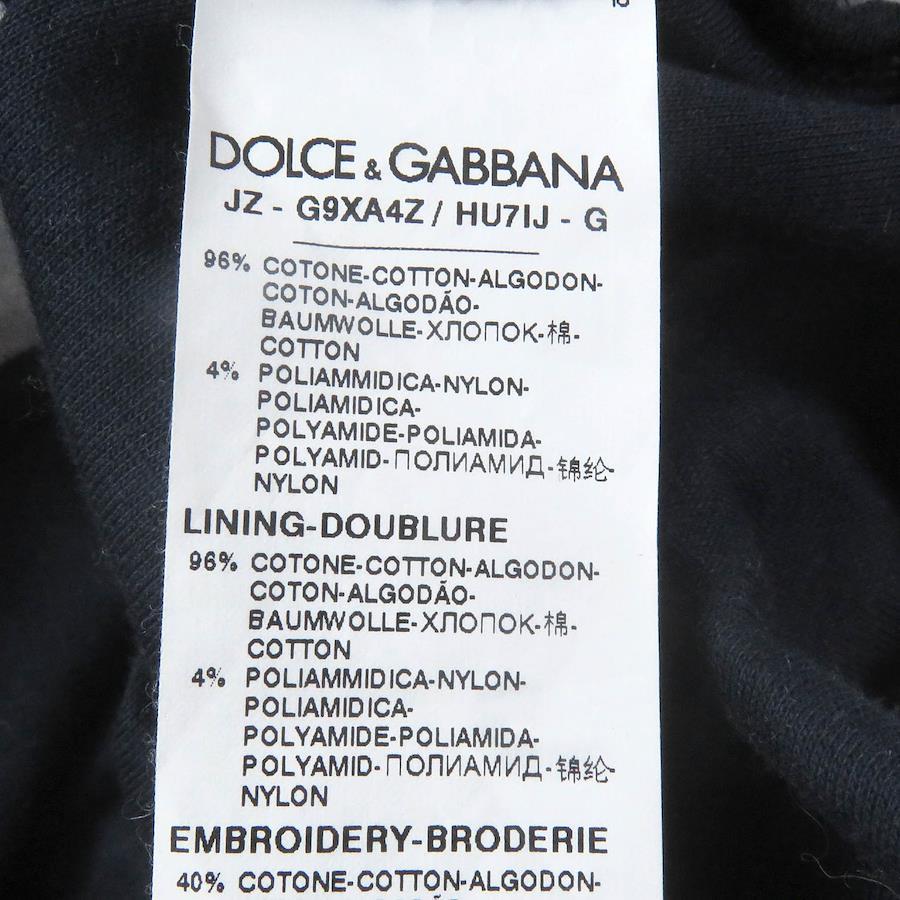 DOLCE & GABBANA
JZ - G9XA4Z / HU7IJ - G
96% COTONE-COTTON-ALGODON-
COTON-ALGODÃO-
BAUMWOLLE-ХЛОПОК-棉-
COTTON
4% POLIAMMIDICA-NYLON-
POLIAMIDICA-
POLYAMIDE-POLIAMIDA-
POLYAMID-ПОЛИАМИД-锦纶-
NYLON
LINING-DOUBLURE
96% COTONE-COTTON-ALGODON-
COTON-ALGODÃO-
BAUMWOLLE-ХЛОПОК-棉-
COTTON
4% POLIAMMIDICA-NYLON-
POLIAMIDICA-
POLYAMIDE-POLIAMIDA-
POLYAMID-ПОЛИАМИД-锦纶-
NYLON
EMBROIDERY-BRODERIE
40% COTONE-COTTON-ALGODON-